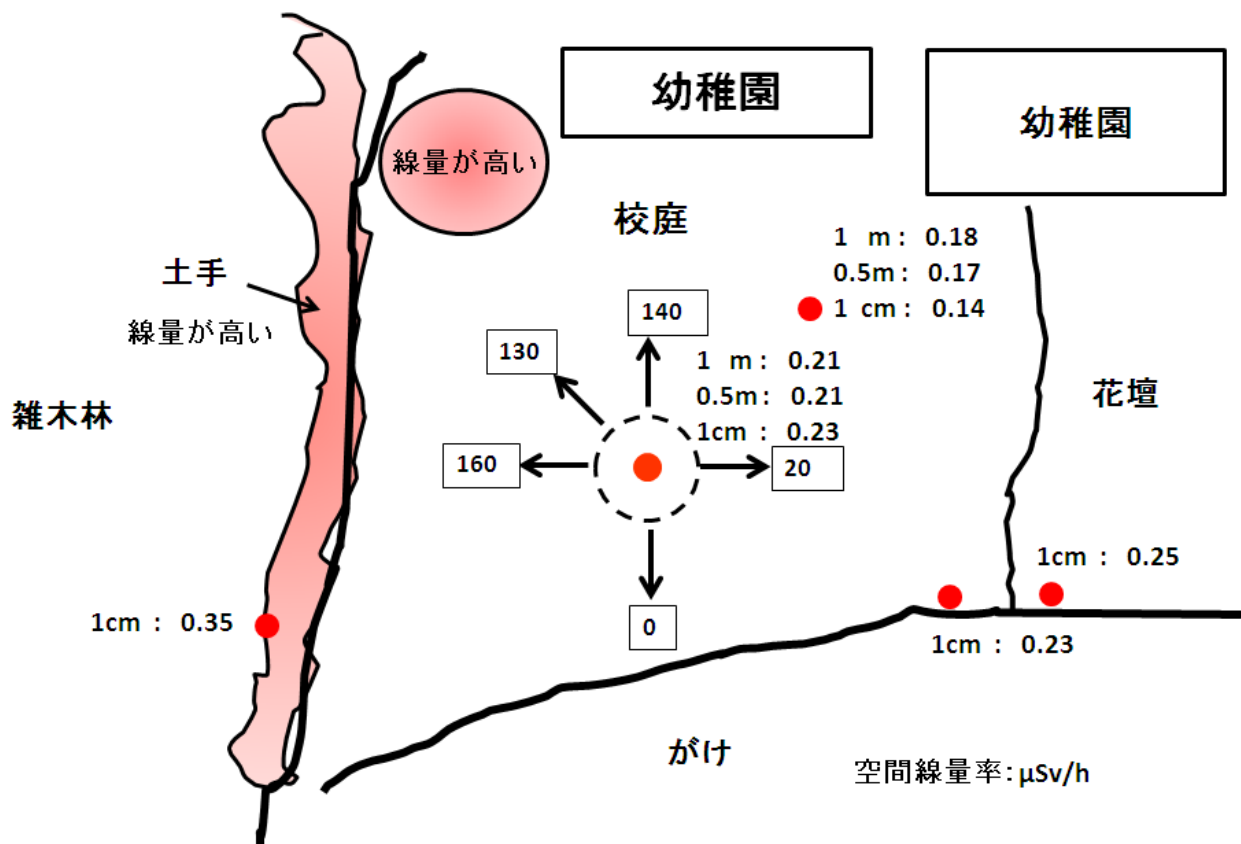 幼稚園
幼稚園
線量が高い
校庭
1 m： 0.18
0.5m： 0.17
1 cm： 0.14
土手
線量が高い
140
130
1 m： 0.21
0.5m： 0.21
1cm： 0.23
雑木林
花壇
160
20
1cm： 0.25
1cm： 0.35
0
1cm： 0.23
がけ
空間線量率：μSv/h